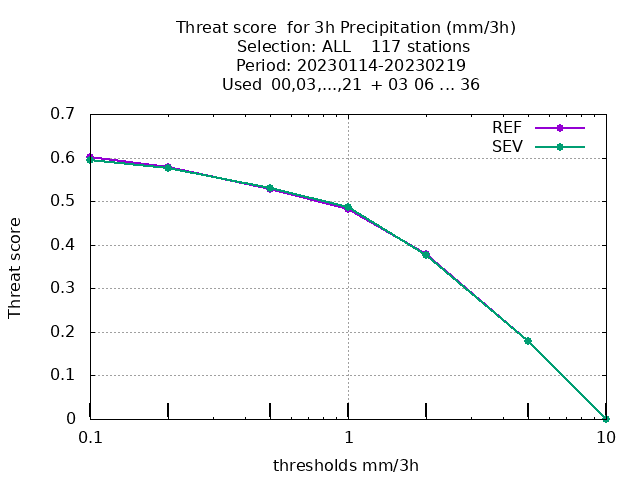 Threat score  for 3h Precipitation (mm/3h)
Selection: ALL    117 stations
Period: 20230114-20230219
Used  00,03,...,21  + 03 06 ... 36
REF
SEV
0.7
0.6
0.5
0.4
0.3
0.2
0.1
0
Threat score
0.1
1
10
thresholds mm/3h